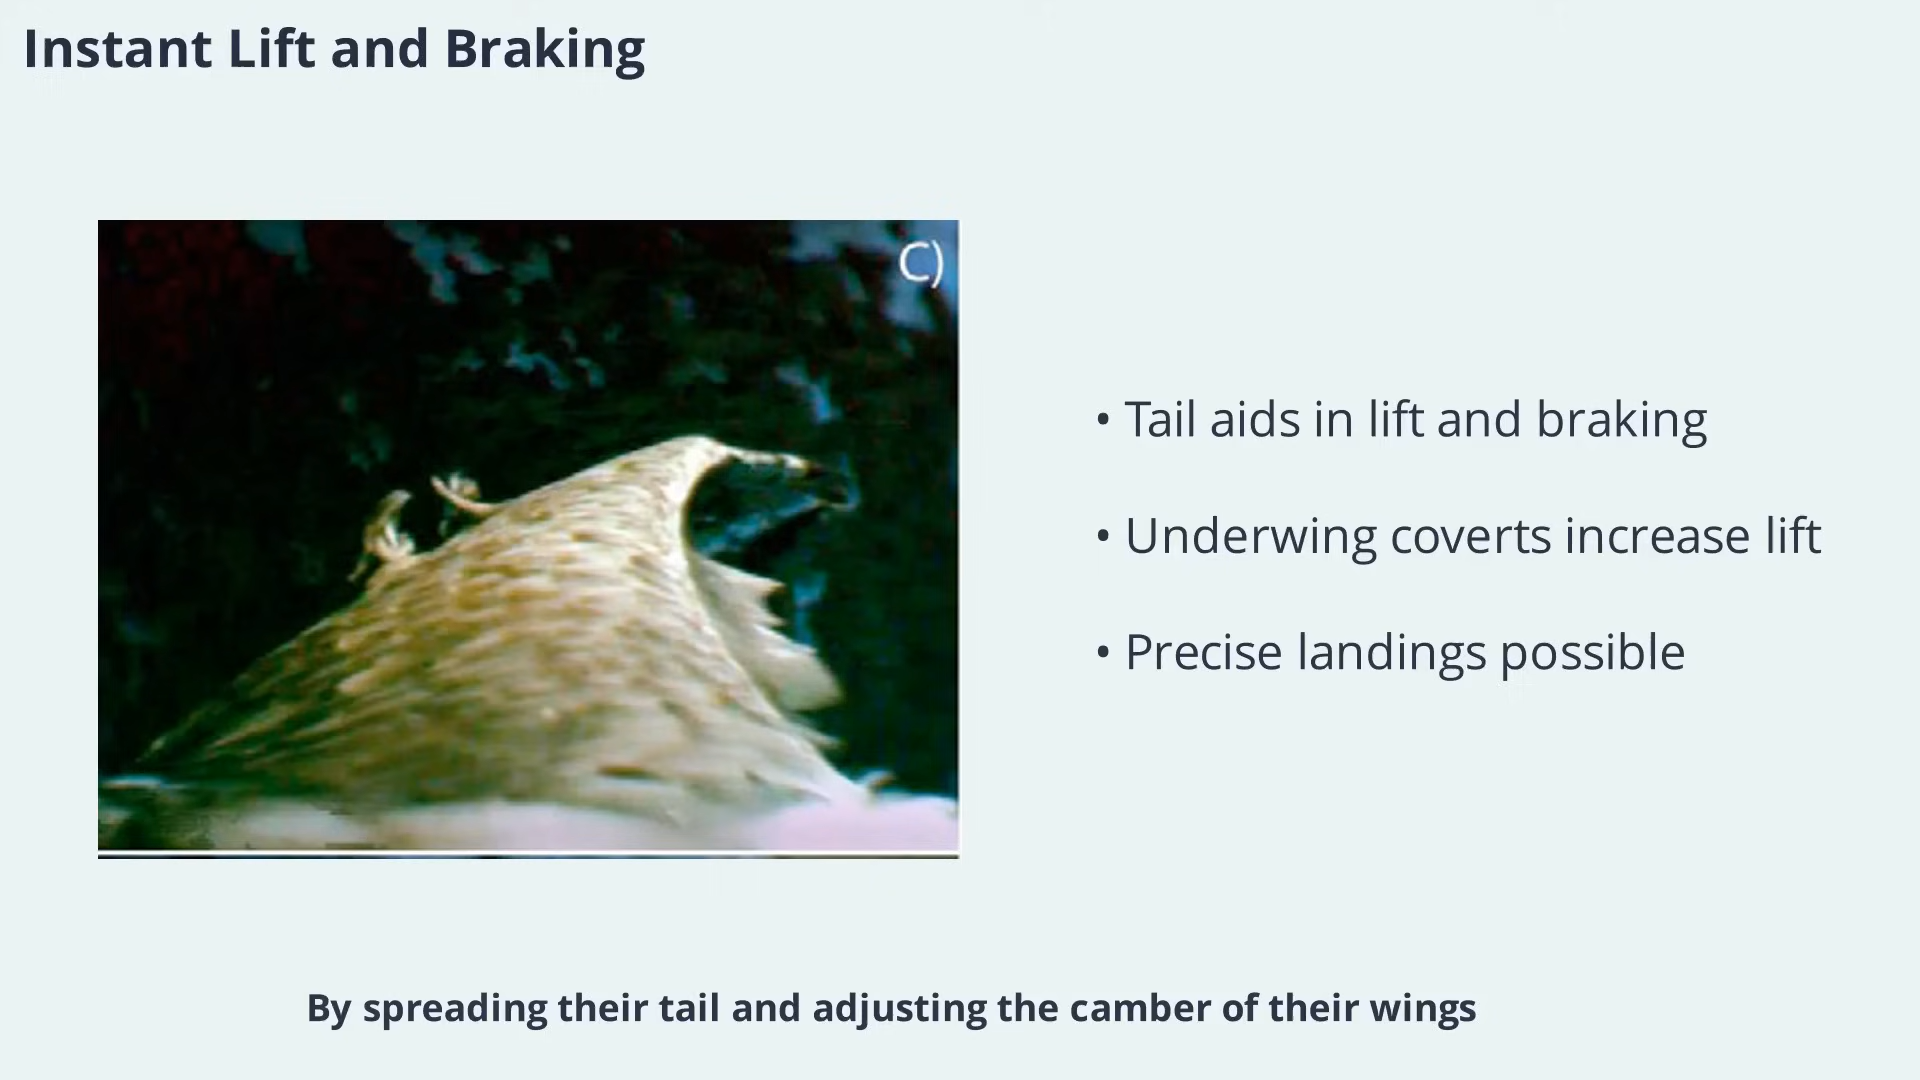 Instant Lift and Braking
C)
• Tail aids in lift and braking
• Underwing coverts increase lift
• Precise landings possible
By spreading their tail and adjusting the camber of their wings